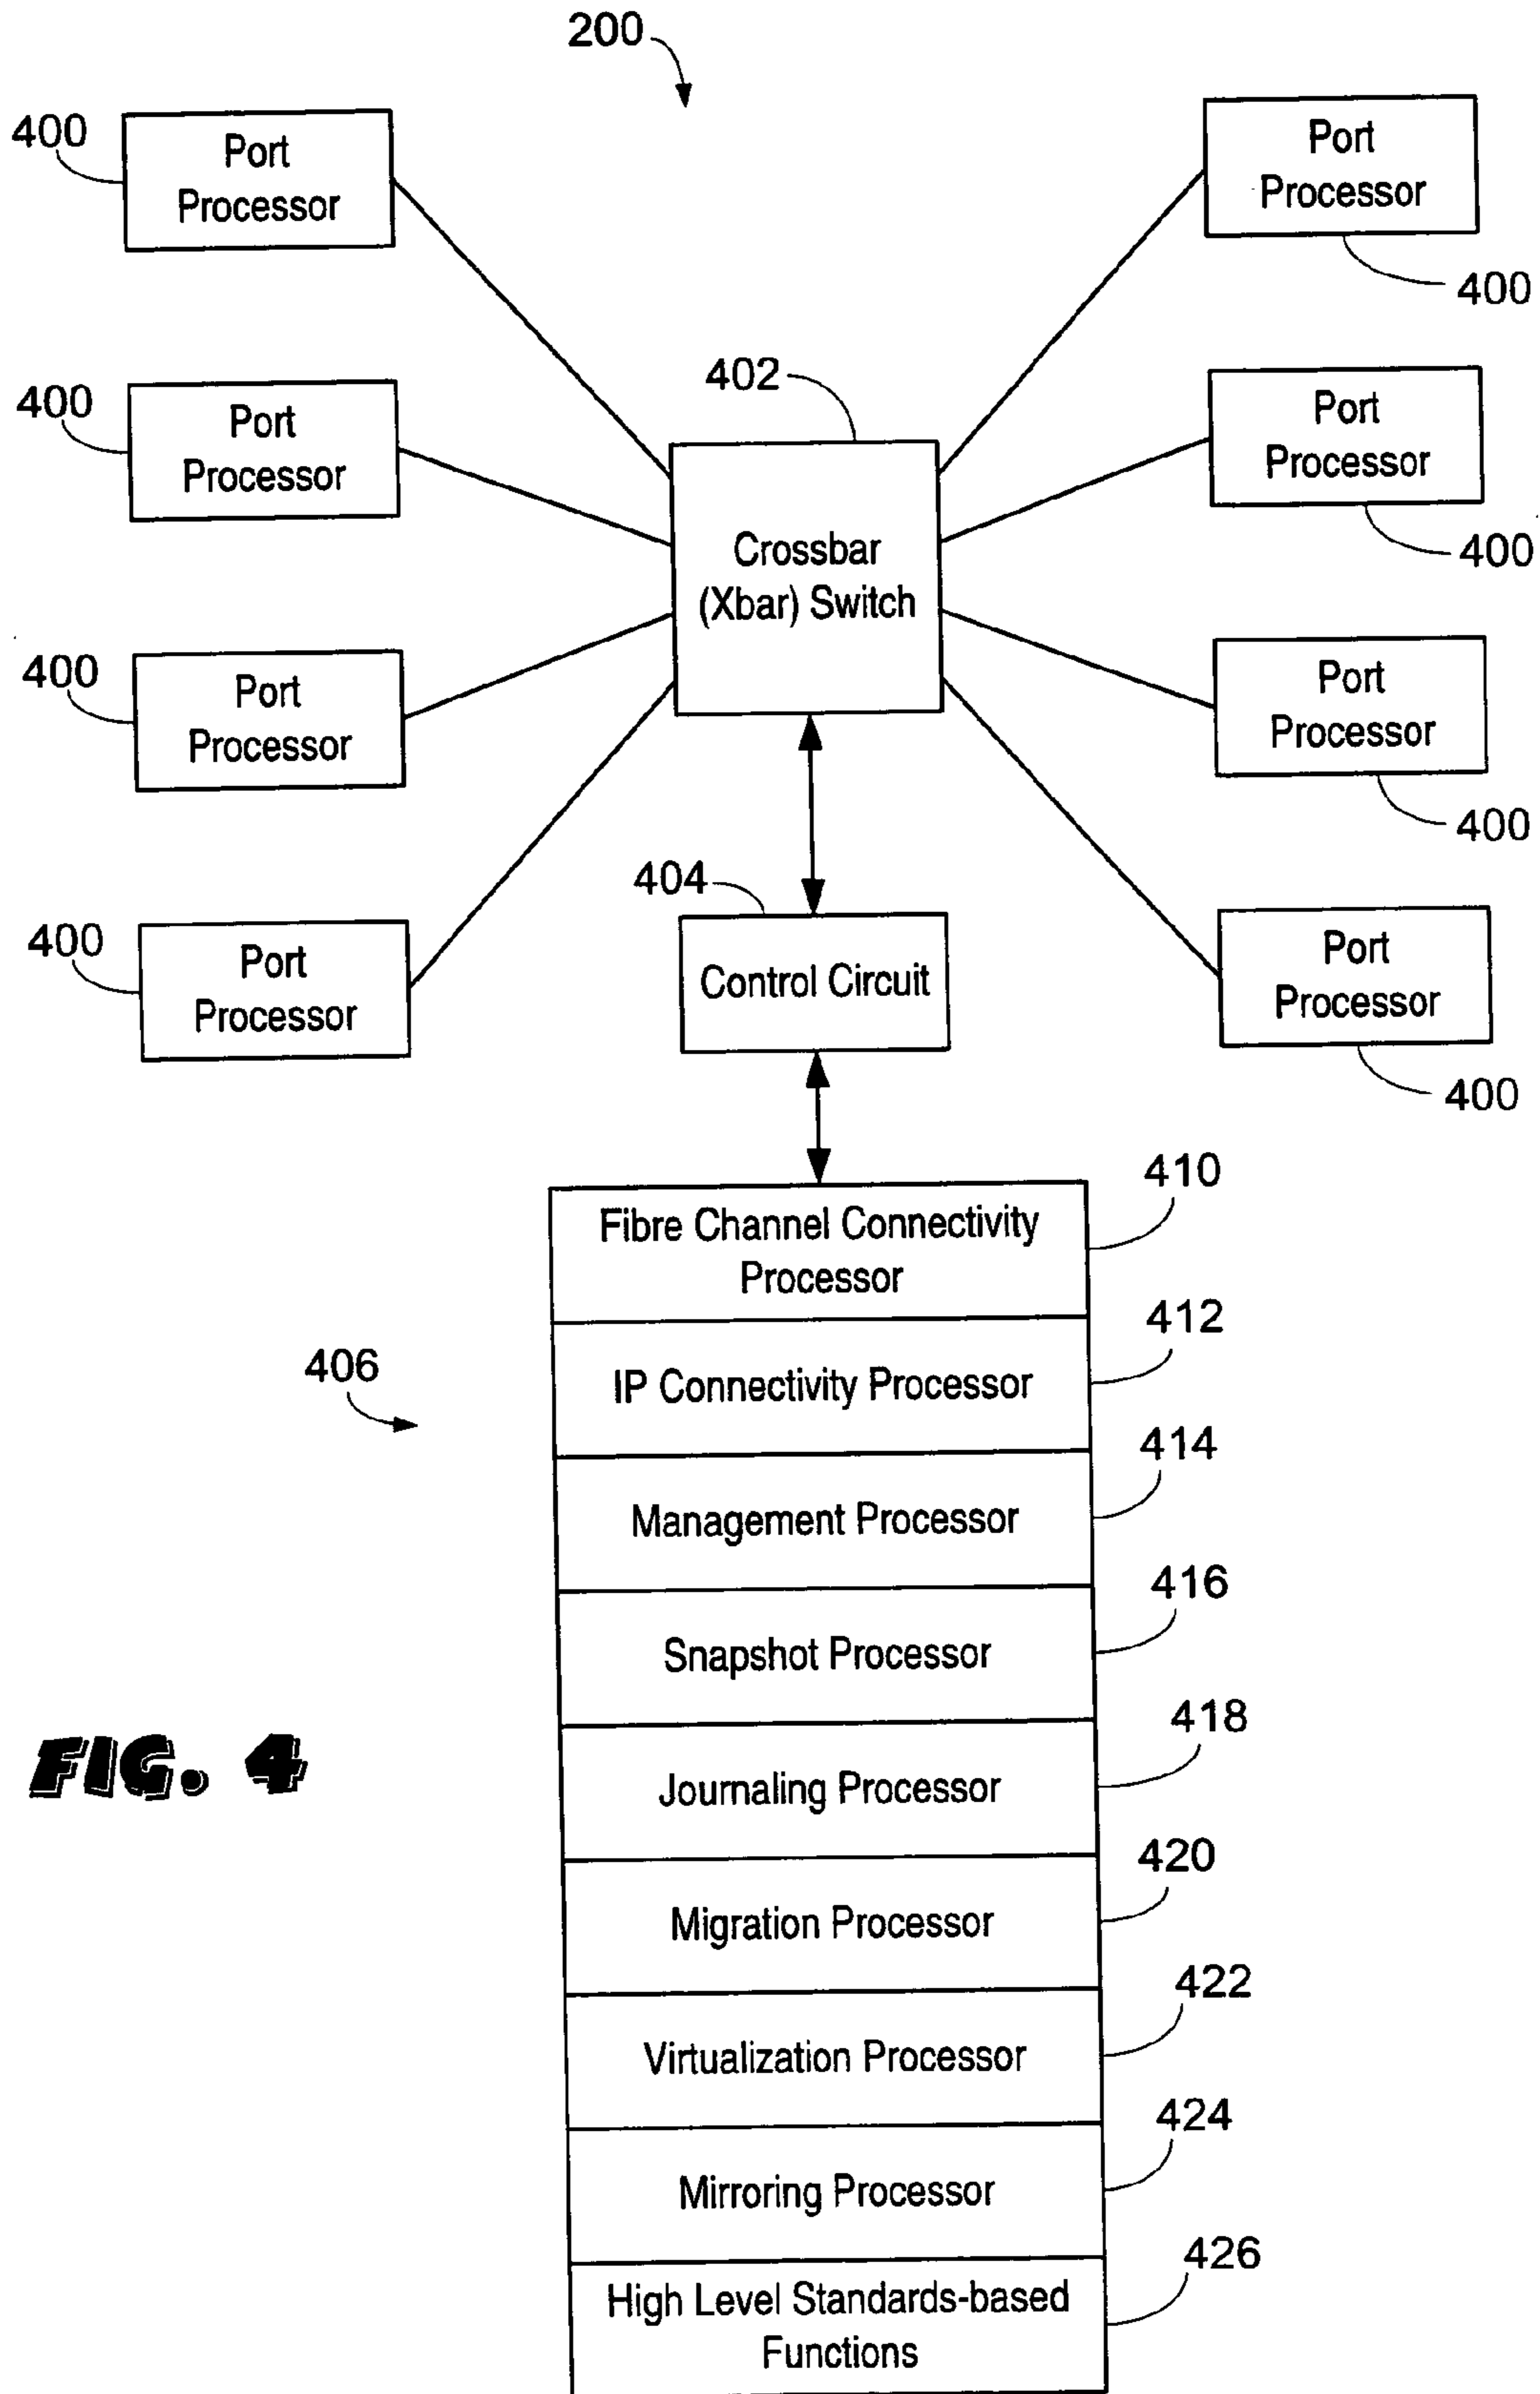 200
400
Port
Processor
Port
Processor
400
400
Port
Processor
402
Port
Processor
400
Crossbar
(Xbar) Switch
400
Port
Processor
Port
Processor
400
404
400
Port
Processor
Control Circuit
Port
Processor
400
410
Fibre Channel Connectivity
Processor
412
406
IP Connectivity Processor
414
Management Processor
416
Snapshot Processor
418
FIG. 4
Journaling Processor
420
Migration Processor
422
Virtualization Processor
424
Mirroring Processor
426
High Level Standards-based
Functions